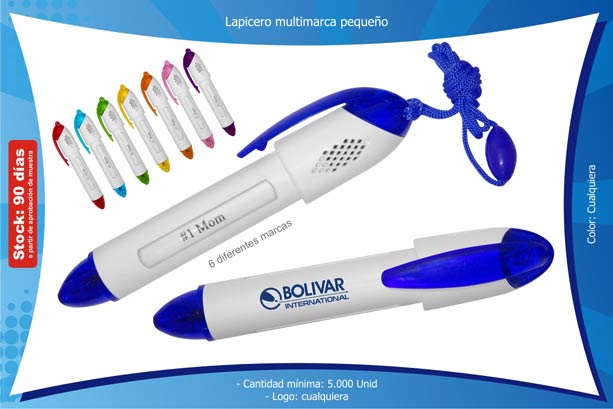 Lapicero multimarca pequeño
Stock: 90 días
a partir de aprobación de muestra
#1 Mom
6 diferentes marcas
BOLIVAR
INTERNATIONAL
Color: Cualquiera
- Cantidad mínima: 5.000 Unid
- Logo: cualquiera